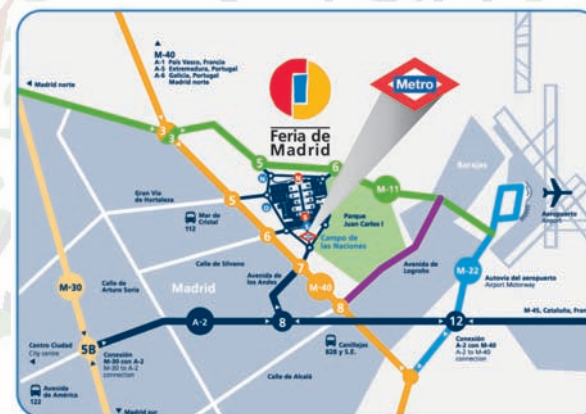 M-40
A-1 País Vasco, Francia
A-5 Extremadura, Portugal
A-6 Galicia, Portugal
Madrid norte
Madrid norte
Metro
3
3
Feria de
Madrid
5
6
N
N
M-11
Barajas
Gran Vía
de Hortaleza
5
Mar de
Cristal
112
S
Parque
Juan Carlos I
Aeropuerto
Airport
6
Campo de
las Naciones
Calle de Silvano
Avenida de
los Andes
7
Avenida de
Logroño
M-22
Autovía del aeropuerto
Airport Motorway
M-30
Calle de
Arturo Soria
Madrid
M-40
8
A-2
8
12
M-45, Cataluña, Fran
5B
Centro Ciudad
City centre
Conexión
M-30 con A-2
M-30 to A-2
connection
Canillejas
828 y S.E.
Conexión
A-2 con M-40
A-2 to M-40
connection
Avenida
de América
122
Calle de Alcalá
Madrid sur